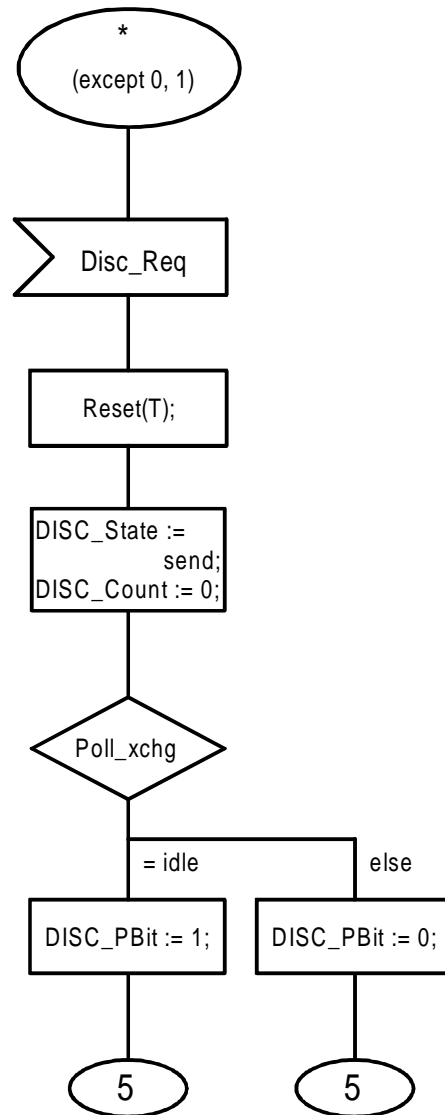 *
(except 0, 1)
Disc_Req
Reset(T);
DISC_State :=
send;
DISC_Count := 0;
Poll_xchg
= idle
else
DISC_PBit := 1;
DISC_PBit := 0;
5
5